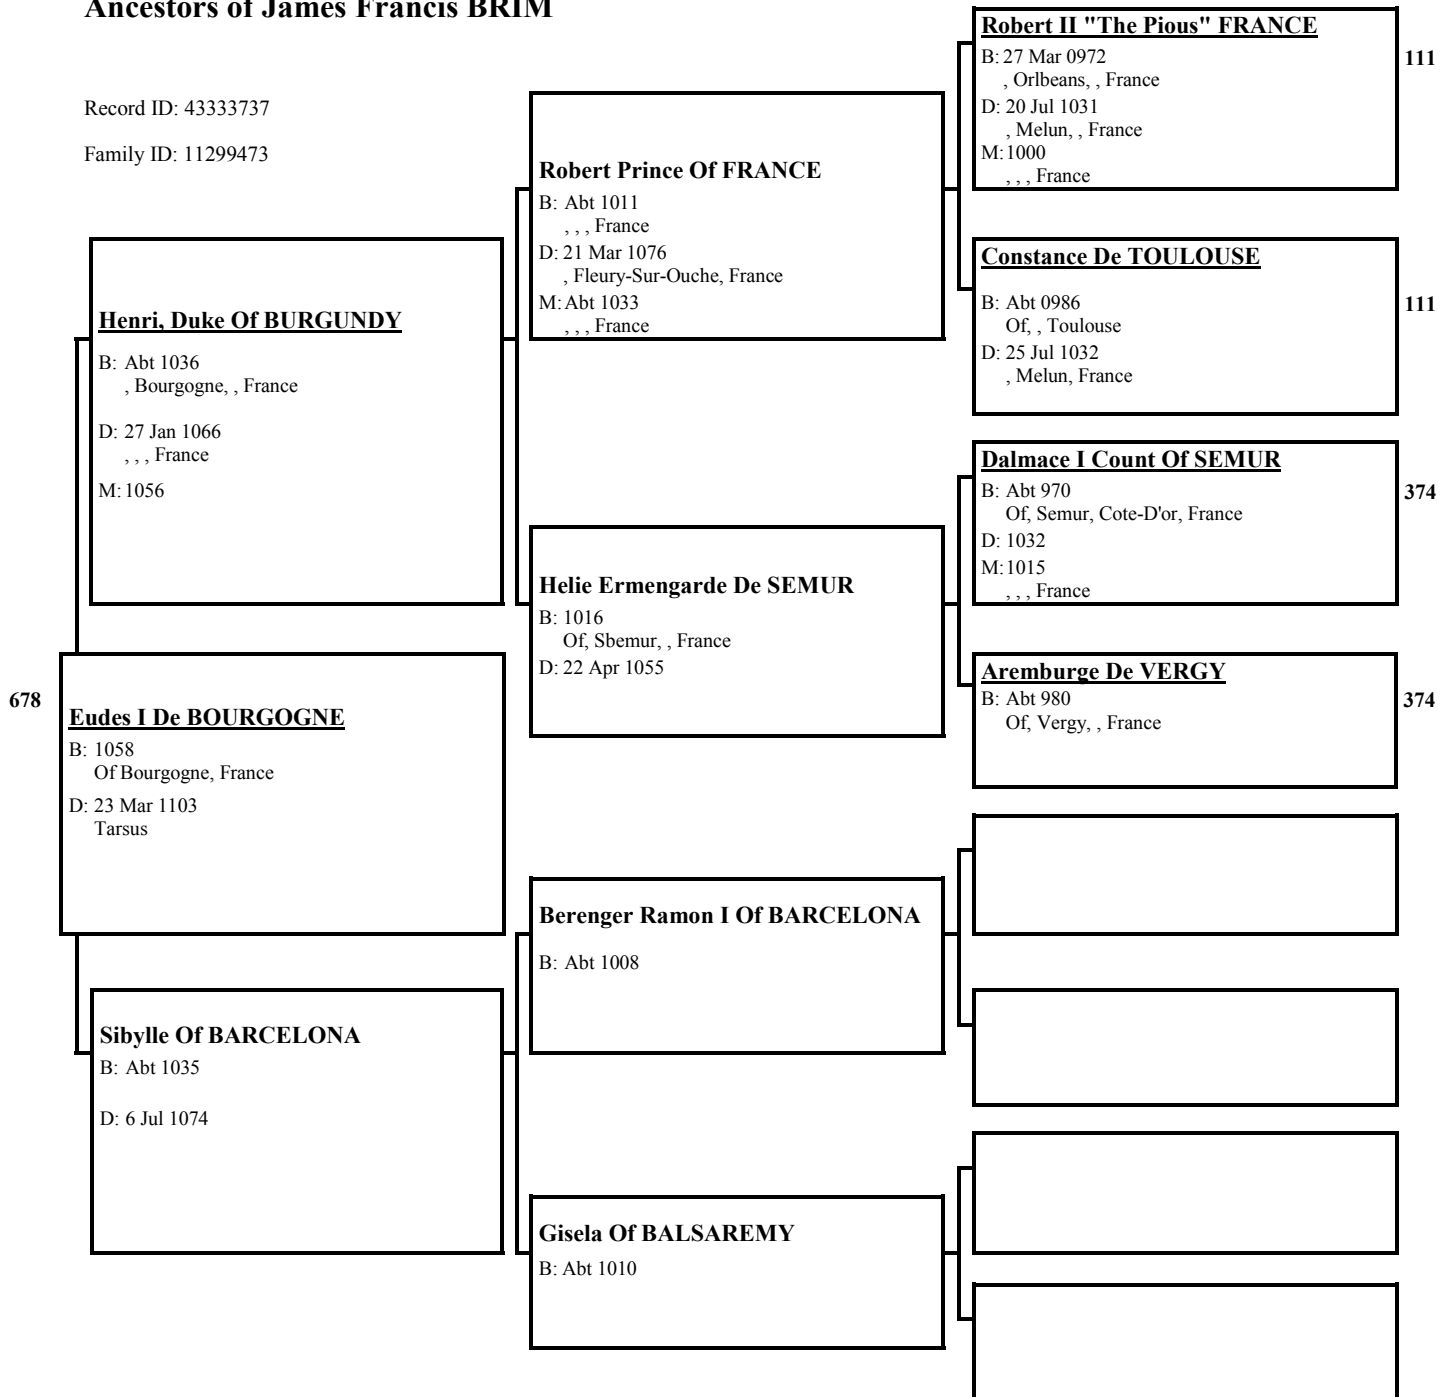 Ancestors of James Francis BRIM
Record ID: 43333737
Family ID: 11299473
Henri, Duke Of BURGUNDY
B: Abt 1036
, Bourgogne, , France
D: 27 Jan 1066
, , , France
M: 1056
678
Eudes I De BOURGOGNE
B: 1058
Of Bourgogne, France
D: 23 Mar 1103
Tarsus
Sibylle Of BARCELONA
B: Abt 1035
D: 6 Jul 1074
Robert Prince Of FRANCE
B: Abt 1011
, , , France
D: 21 Mar 1076
, Fleury-Sur-Ouche, France
M: Abt 1033
, , , France
Helie Ermengarde De SEMUR
B: 1016
Of, Sbemur, , France
D: 22 Apr 1055
Berenger Ramon I Of BARCELONA
B: Abt 1008
Gisela Of BALSAREMY
B: Abt 1010
Robert II "The Pious" FRANCE
B: 27 Mar 0972
, Orlbeans, , France
D: 20 Jul 1031
, Melun, , France
M: 1000
, , , France
111
Constance De TOULOUSE
B: Abt 0986
Of, , Toulouse
D: 25 Jul 1032
, Melun, France
111
Dalmace I Count Of SEMUR
B: Abt 970
Of, Semur, Cote-D'or, France
D: 1032
M: 1015
, , , France
374
Aremburge De VERGY
B: Abt 980
Of, Vergy, , France
374